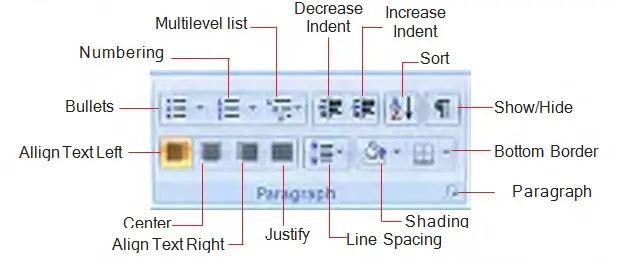 Decrease
Indent
Increase
Indent
Multilevel list
Numbering
Sort
Bullets
Show/Hide
Allign Text Left
Bottom Border
Paragraph
Paragraph
Center
Align Text Right
Justify
Line Spacing
Shading